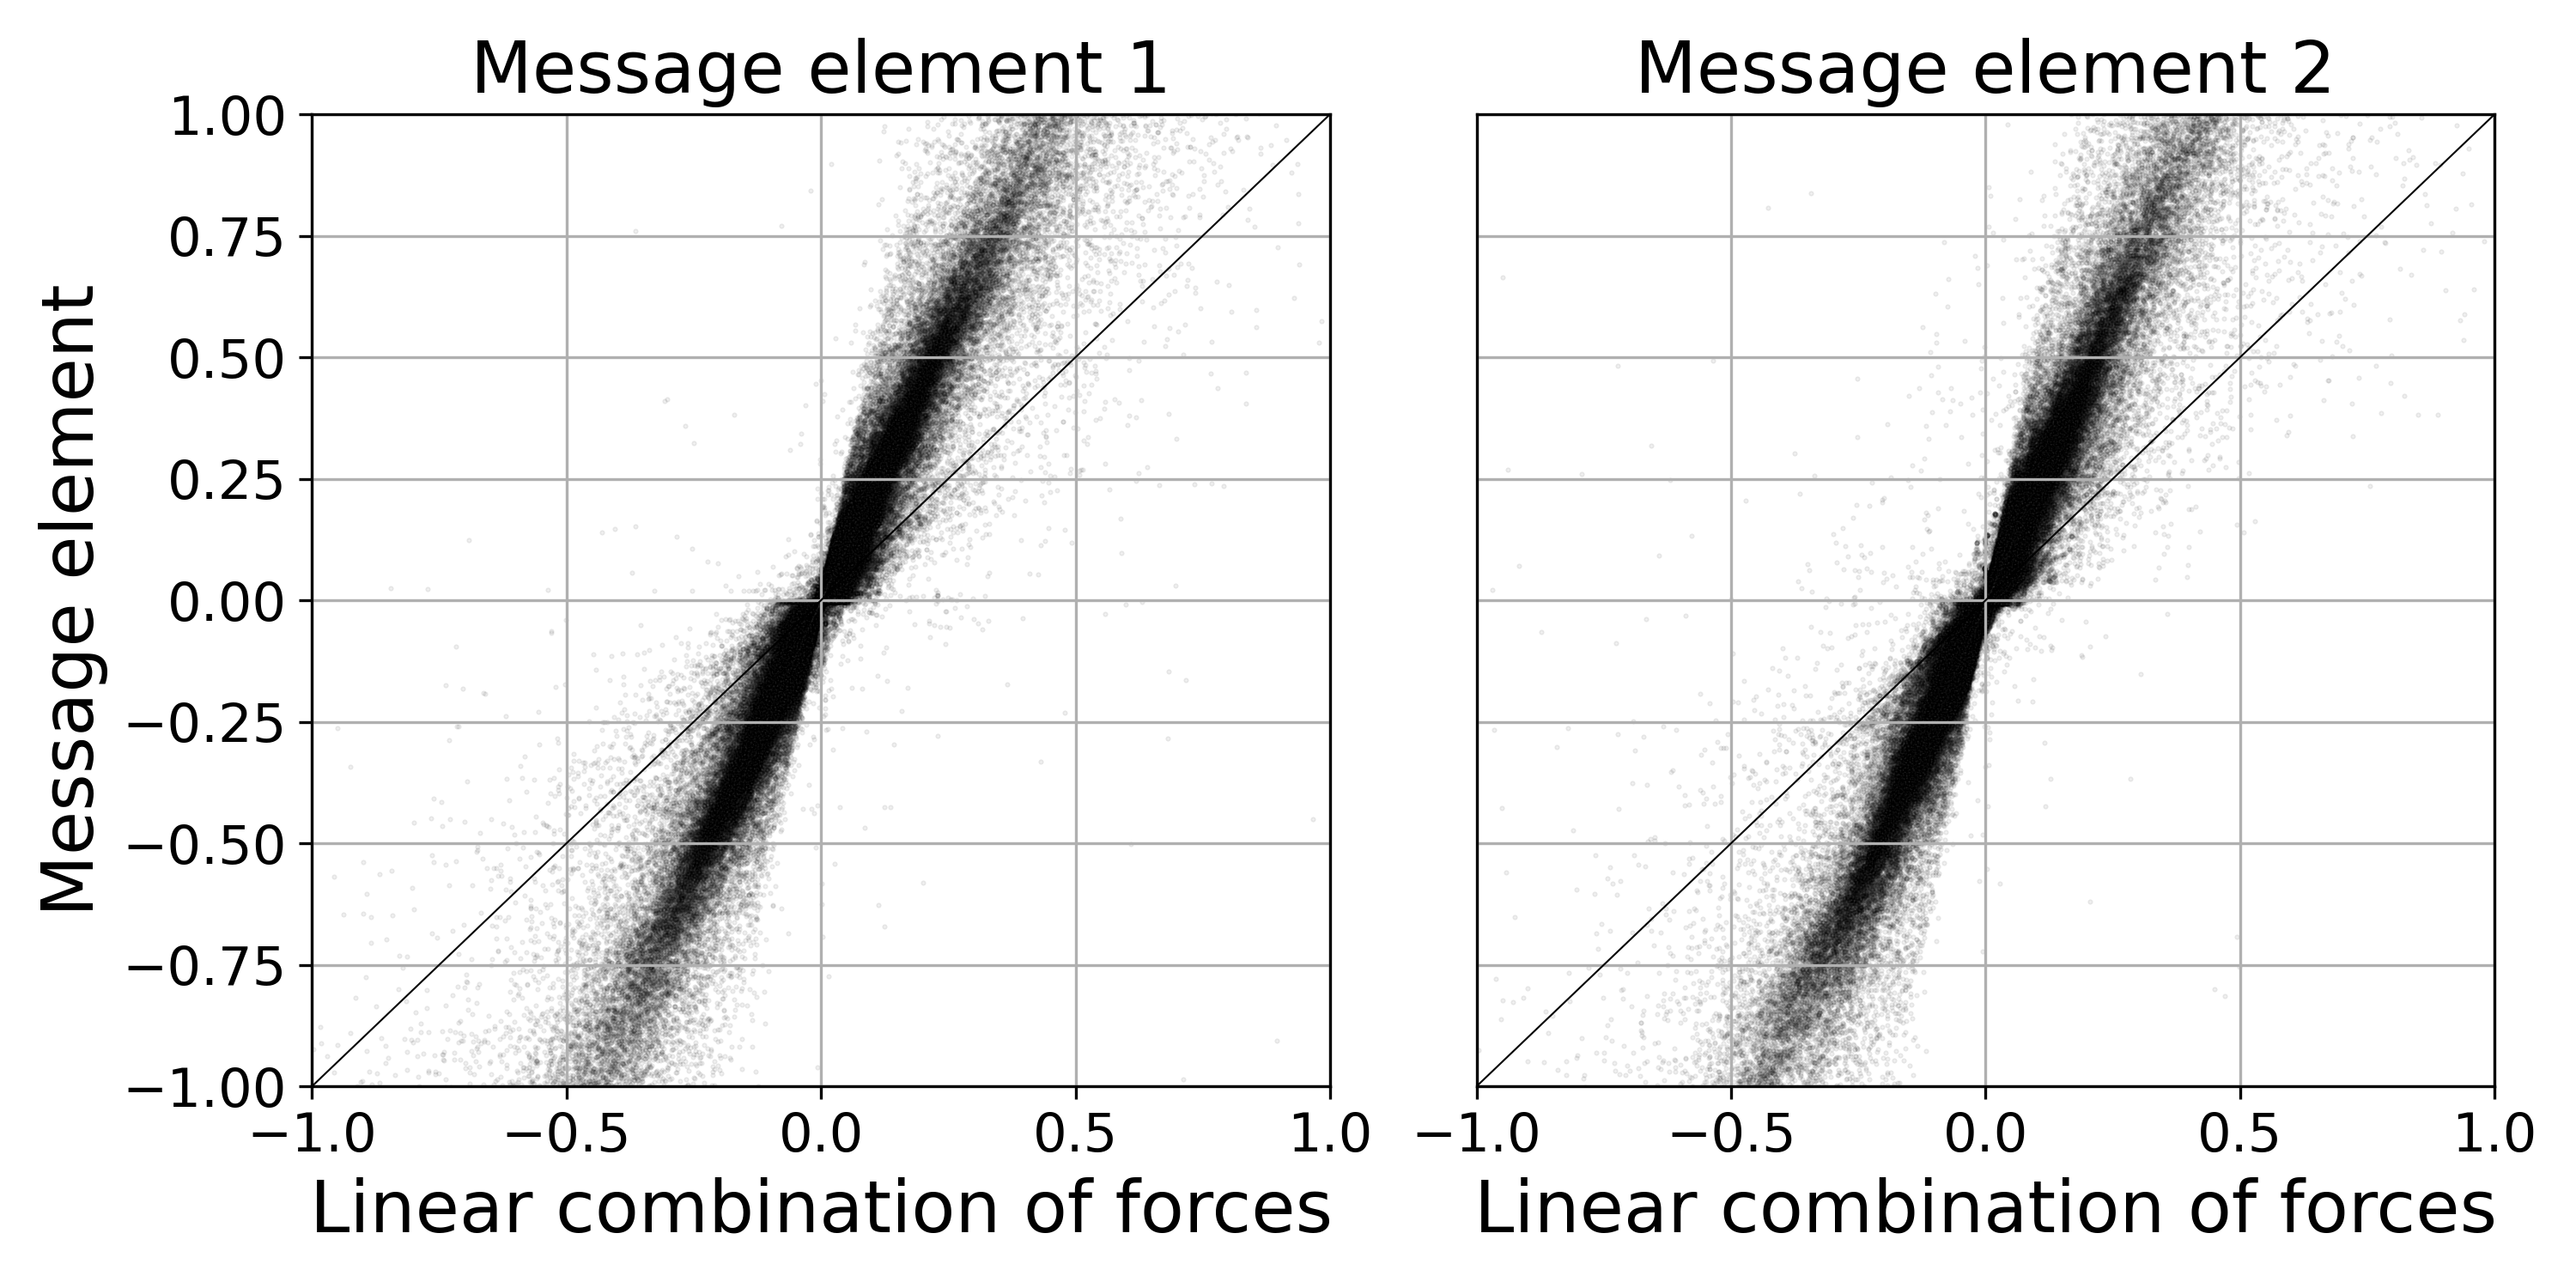 Message element 1
Message element 2
Message element
1.00
0.75
0.50
0.25
0.00
−0.25
−0.50
−0.75
−1.00
−1.0 −0.5 0.0 0.5 1.0
−1.0 −0.5 0.0 0.5 1.0
Linear combination of forces
Linear combination of forces